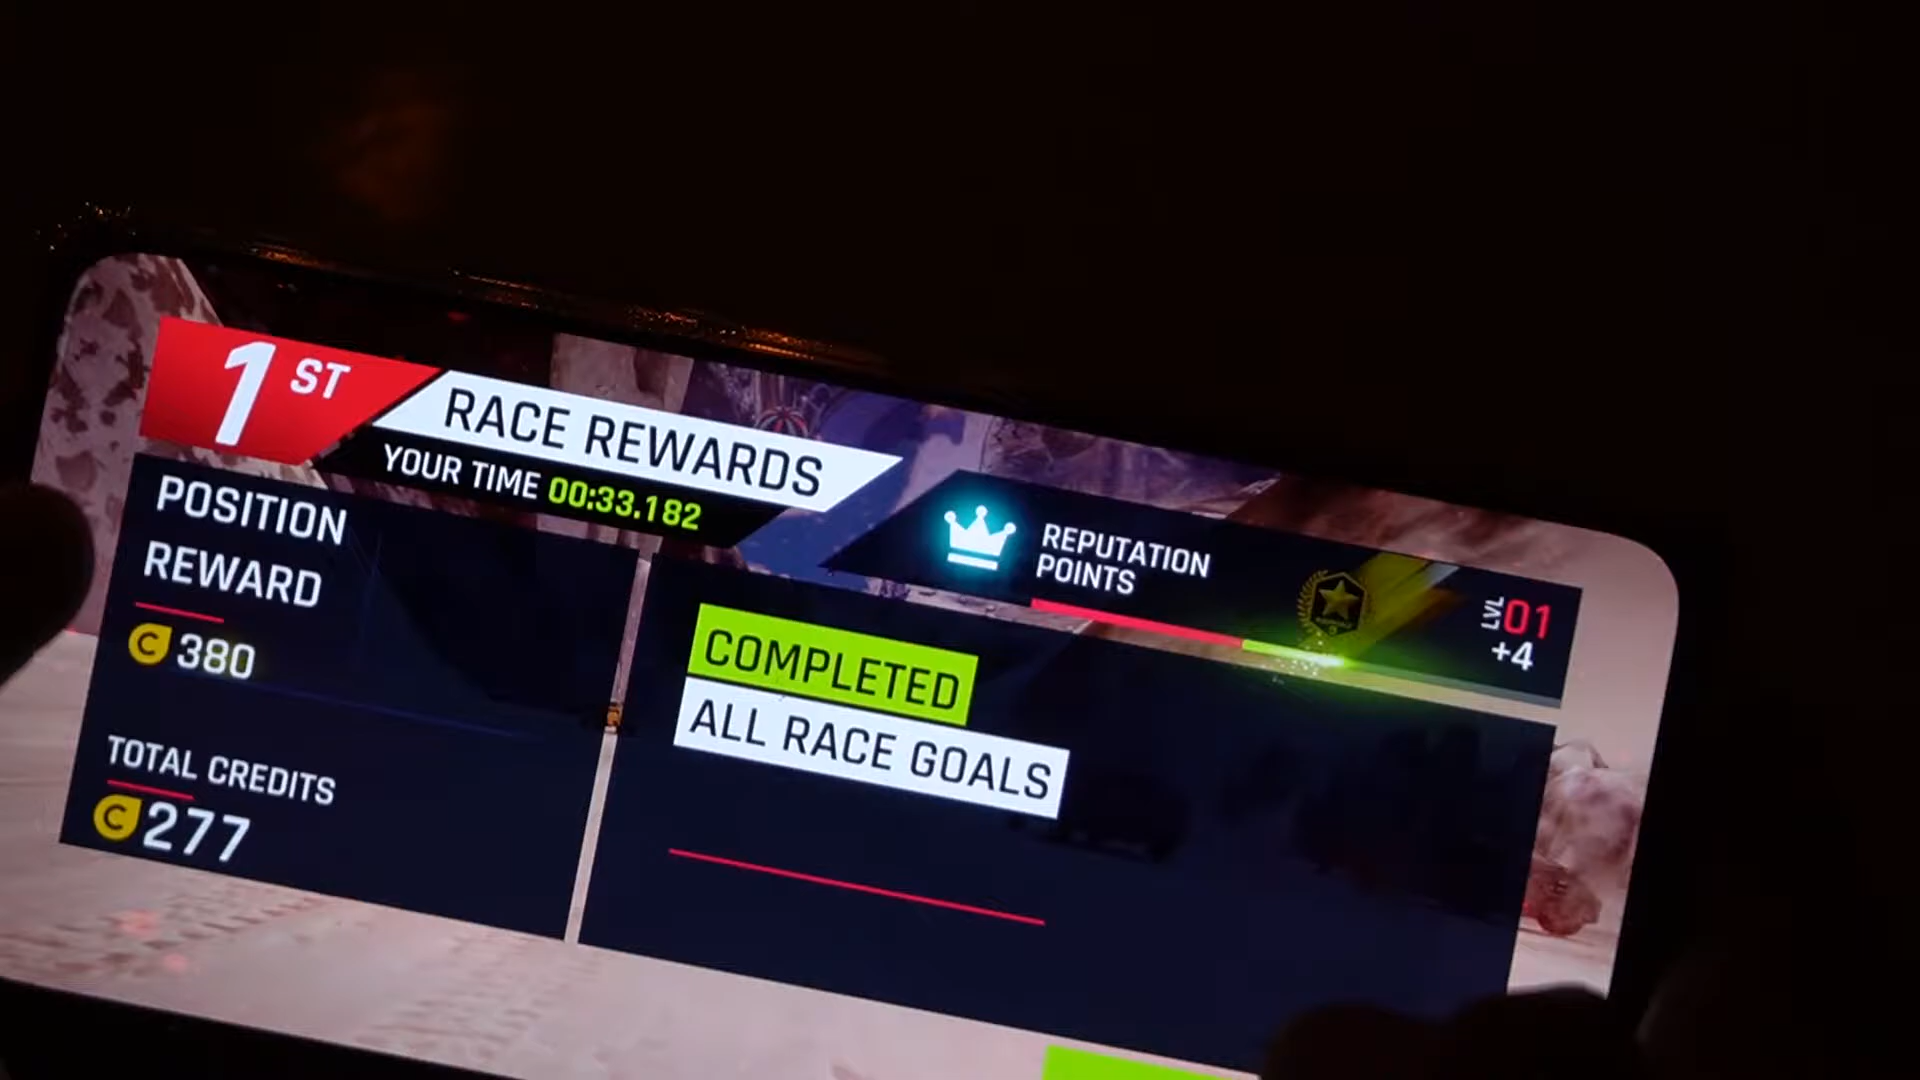 1ST
RACE REWARDS
YOUR TIME 00:33.182
POSITION
REWARD
C 380
TOTAL CREDITS
C 277
REPUTATION
POINTS
LVL 01
+4
COMPLETED
ALL RACE GOALS